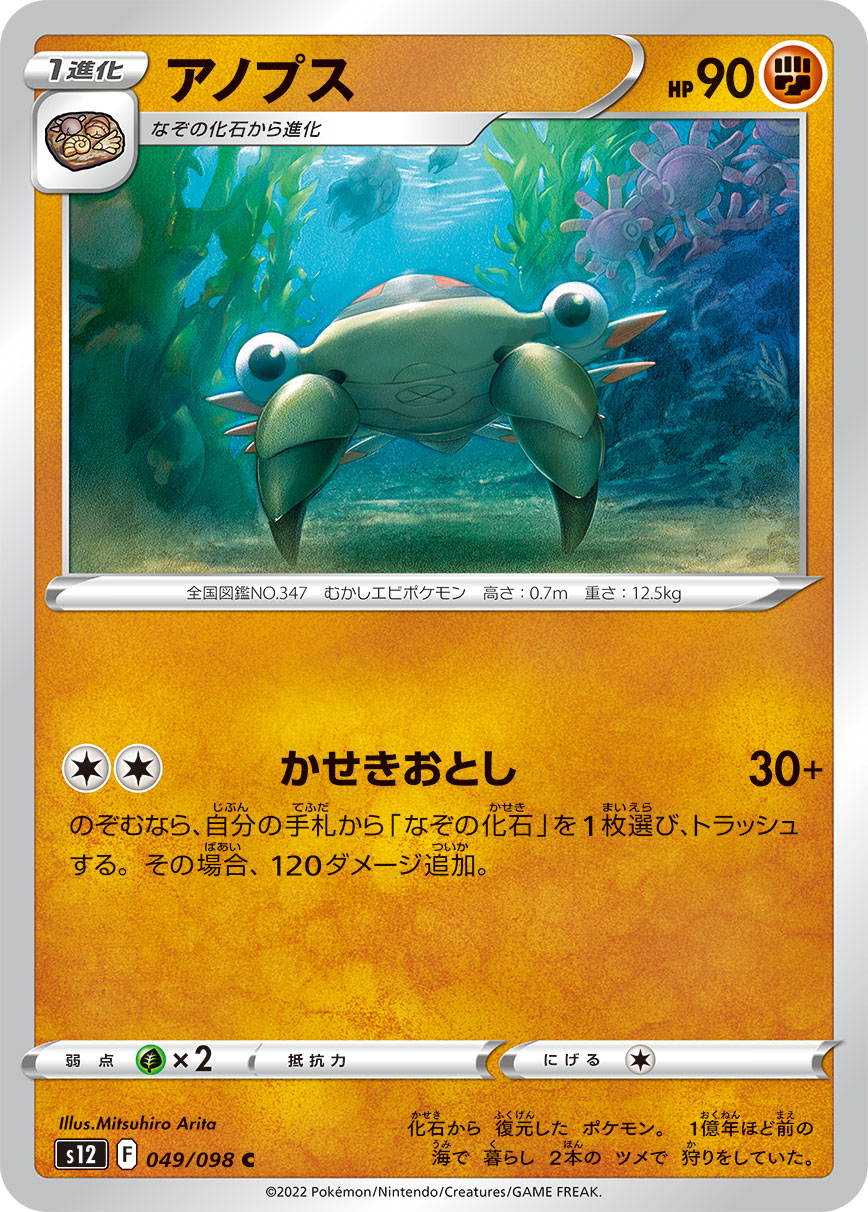 1進化
アノプス
HP90
なぞの化石から進化
全国図鑑NO.347 むかしエビポケモン 高さ:0.7m 重さ:12.5kg
かせきおとし 30+
のぞむなら、自分の手札から「なぞの化石」を1枚選び、トラッシュ
する。その場合、120ダメージ追加。
弱点 ×2 抵抗力 にげる
Illus.Mitsuhiro Arita
s12 F 049/098 C
化石から 復元した ポケモン。 1億年ほど前の
海で 暮らし 2本の ツメで 狩りをしていた。
©2022 Pokémon/Nintendo/Creatures/GAME FREAK.